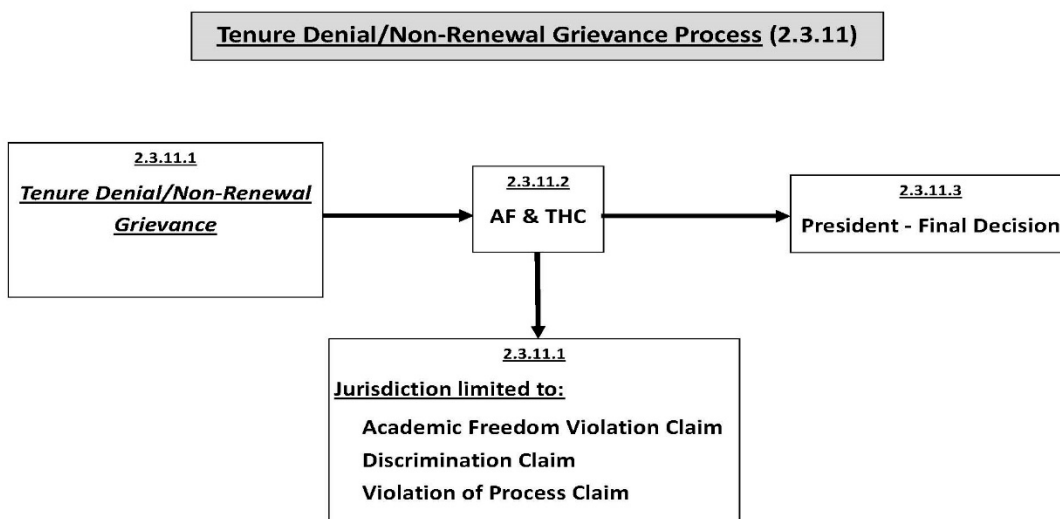 Tenure Denial/Non-Renewal Grievance Process (2.3.11)
2.3.11.1
Tenure Denial/Non-Renewal
Grievance
2.3.11.2
AF & THC
2.3.11.3
President - Final Decision
2.3.11.1
Jurisdiction limited to:
Academic Freedom Violation Claim
Discrimination Claim
Violation of Process Claim